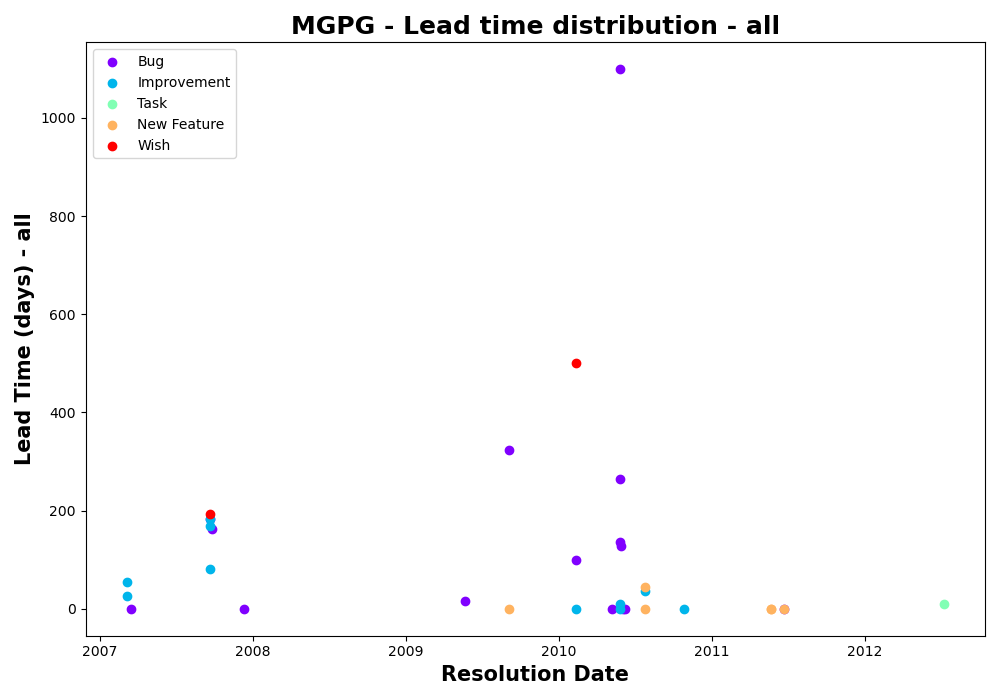 MGPG - Lead time distribution - all
Bug
Improvement
Task
New Feature
Wish
Lead Time (days) - all
1000
800
600
400
200
0
2007 2008 2009 2010 2011 2012
Resolution Date